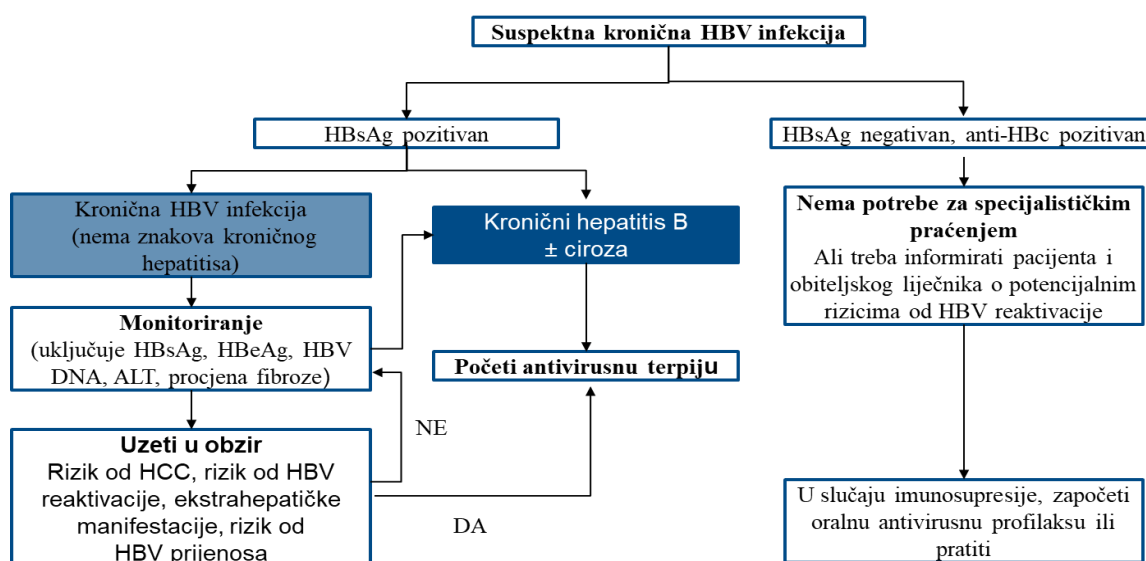 Suspektna kronična HBV infekcija
HBsAg pozitivan
HBsAg negativan, anti-HBc pozitivan
Kronična HBV infekcija
(nema znakova kroničnog
hepatitisa)
Kronični hepatitis B
± ciroza
Nema potrebe za specijalističkim
praćenjem
Ali treba informirati pacijenta i
obiteljskog liječnika o potencijalnim
rizicima od HBV reaktivacije
Monitoriranje
(uključuje HBsAg, HBeAg, HBV
DNA, ALT, procjena fibroze)
Početi antivirusnu terpiju
NE
Uzeti u obzir
Rizik od HCC, rizik od HBV
reaktivacije, ekstrahepatičke
manifestacije, rizik od
HBV prijenosa
DA
U slučaju imunosupresije, započeti
oralnu antivirusnu profilaksu ili
pratiti